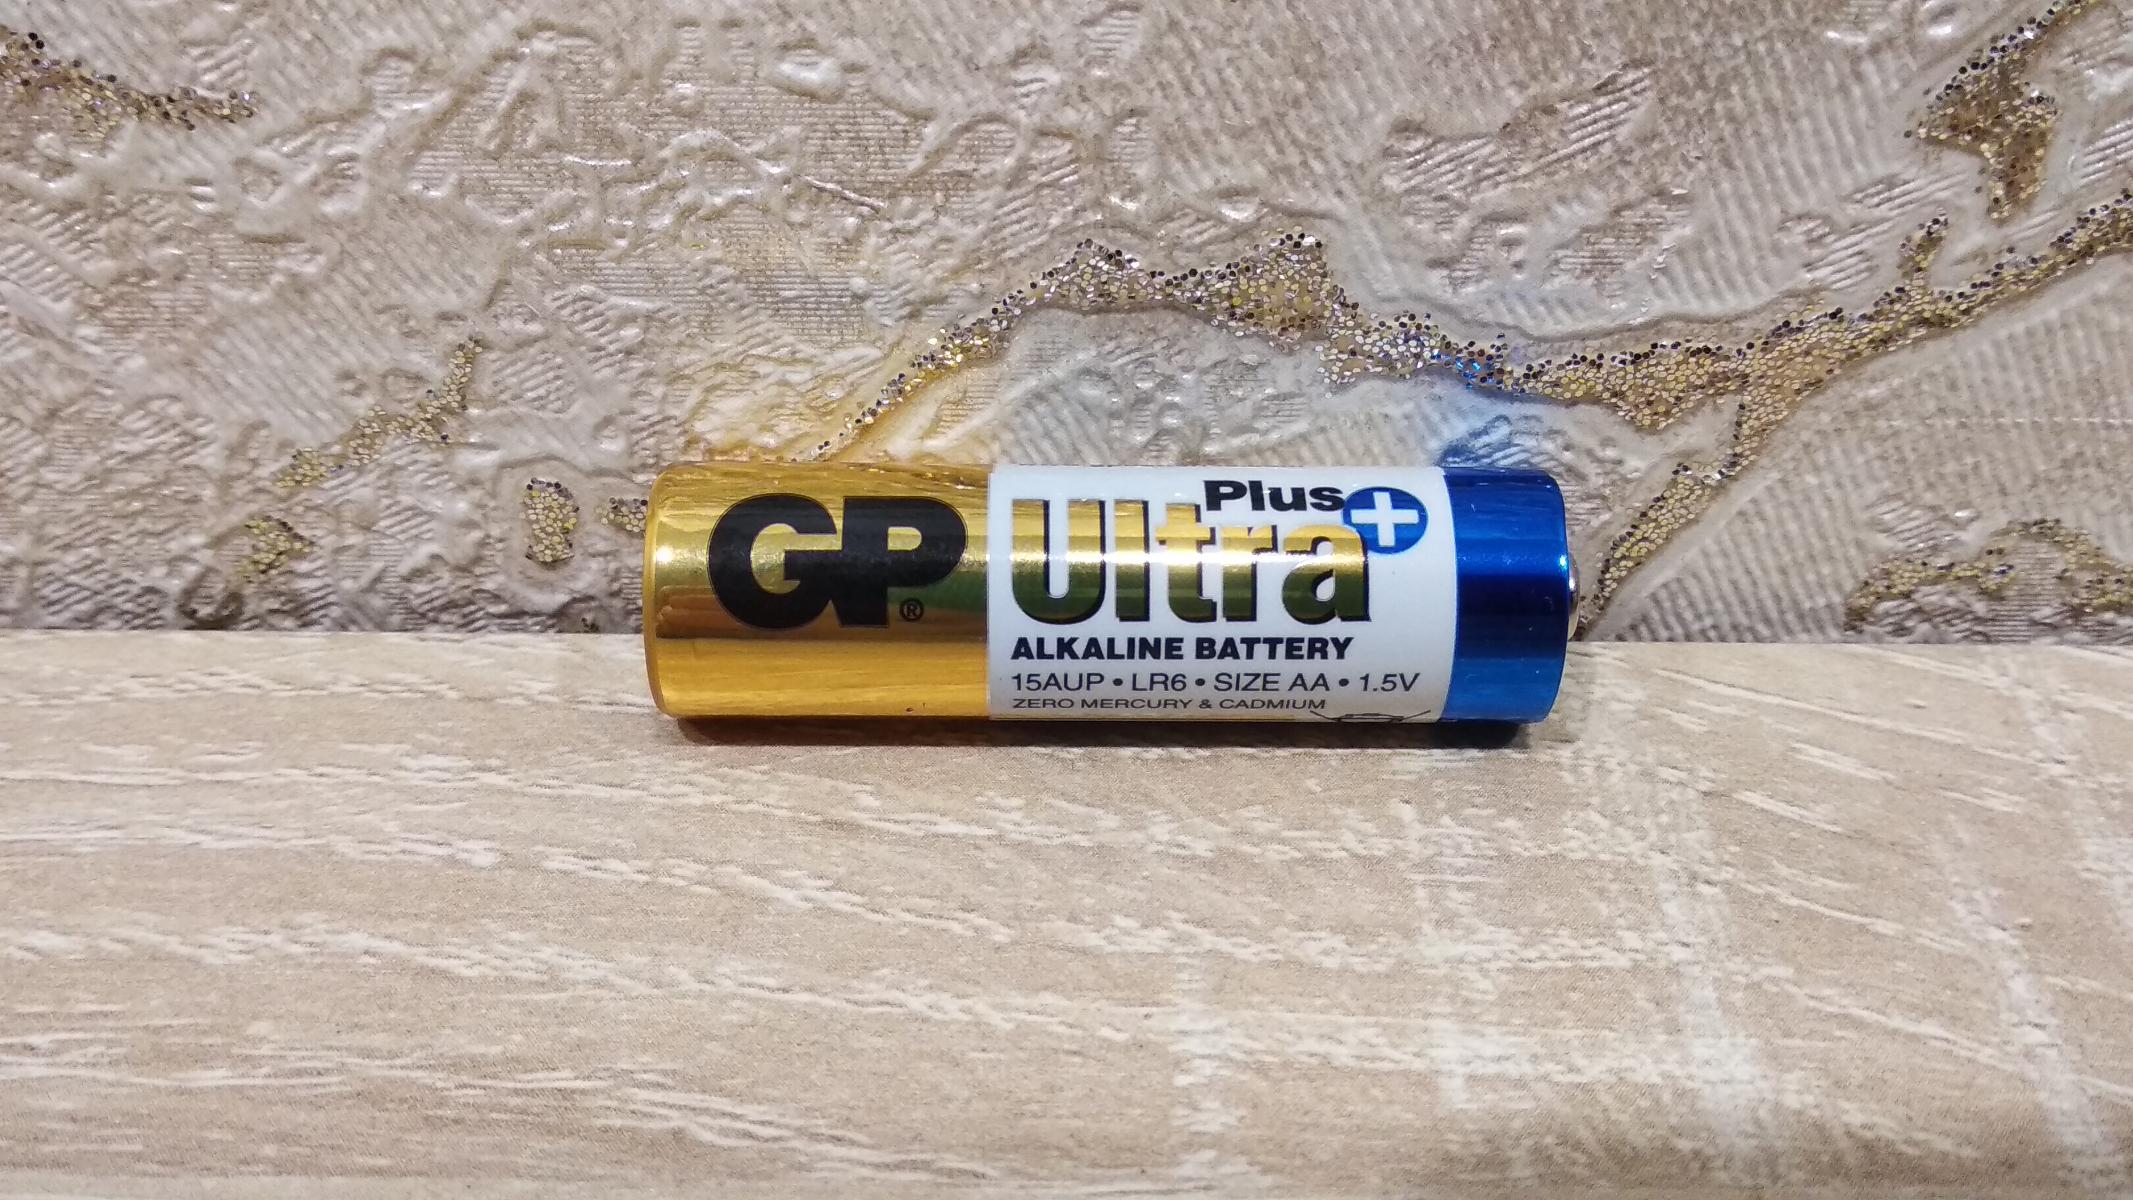 GP®
Plus +
Ultra
ALKALINE BATTERY
15AUP • LR6 • SIZE AA • 1.5V
ZERO MERCURY & CADMIUM